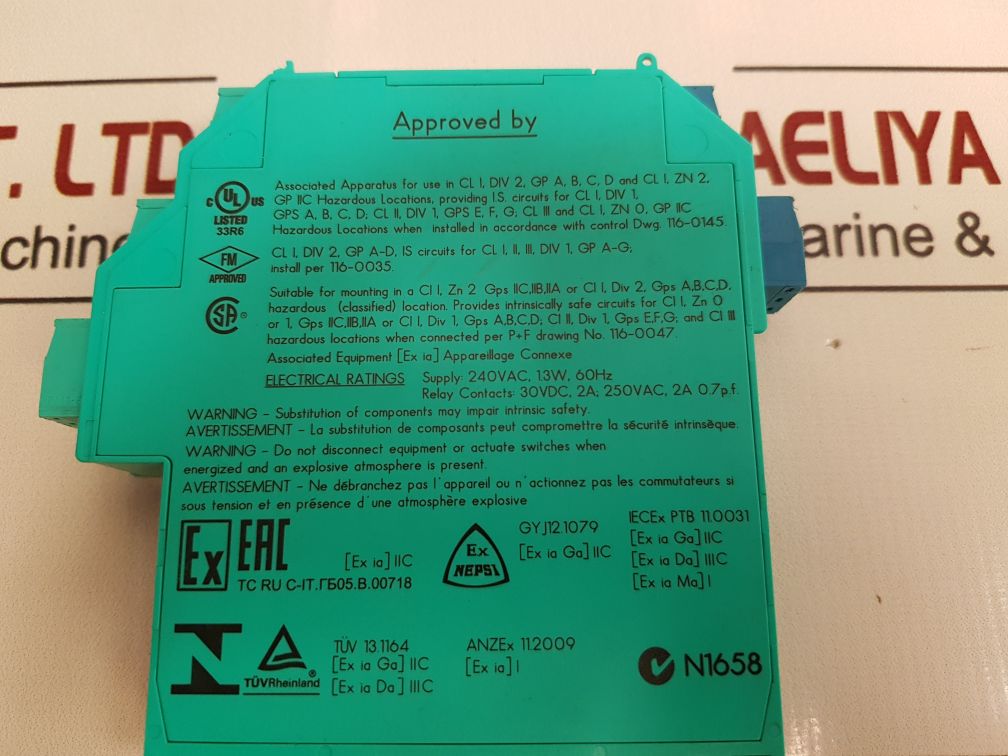 T. LTD
AELIYA
chin
arine &
Approved by
C UL US
LISTED
33R6
Associated Apparatus for use in CL I, DIV 2, GP A, B, C, D and CL I, ZN 2,
GP IIC Hazardous Locations, providing I.S. circuits for CL I, DIV 1,
GPS A, B, C, D; CL II, DIV 1, GPS E, F, G; CL III and CL I, ZN 0, GP IIC
Hazardous Locations when installed in accordance with control Dwg. 116-0145.
FM
APPROVED
CL I, DIV 2, GP A-D, IS circuits for CL I, II, III, DIV 1, GP A-G;
install per 116-0035.
SA ®
Suitable for mounting in a Cl I, Zn 2 Gps IIC,IIB,IIA or Cl I, Div 2, Gps A,B,C,D,
hazardous (classified) location. Provides intrinsically safe circuits for Cl I, Zn 0
or 1, Gps IIC,IIB,IIA or Cl I, Div 1, Gps A,B,C,D; Cl II, Div 1, Gps E,F,G; and Cl III
hazardous locations when connected per P+F drawing No. 116-0047.
Associated Equipment [Ex ia] Appareillage Connexe
ELECTRICAL RATINGS Supply: 240VAC, 1.3W, 60Hz
Relay Contacts: 30VDC, 2A; 250VAC, 2A 0.7p.f.
WARNING - Substitution of components may impair intrinsic safety.
AVERTISSEMENT - La substitution de composants peut compromettre la sécurité intrinsèque.
WARNING - Do not disconnect equipment or actuate switches when
energized and an explosive atmosphere is present.
AVERTISSEMENT - Ne débranchez pas l'appareil ou n'actionnez pas les commutateurs si
sous tension et en présence d'une atmosphère explosive
Ex EAC
[Ex ia] IIC
TC RU C-IT.ГБ05.B.00718
Ex
NEPSI
GYJ12.1079
[Ex ia Ga] IIC
IECEx PTB 11.0031
[Ex ia Ga] IIC
[Ex ia Da] IIIC
[Ex ia Ma] I
N
TÜVRheinland ®
TÜV 13.1164
[Ex ia Ga] IIC
[Ex ia Da] IIIC
ANZEx 11.2009
[Ex ia] I
N1658